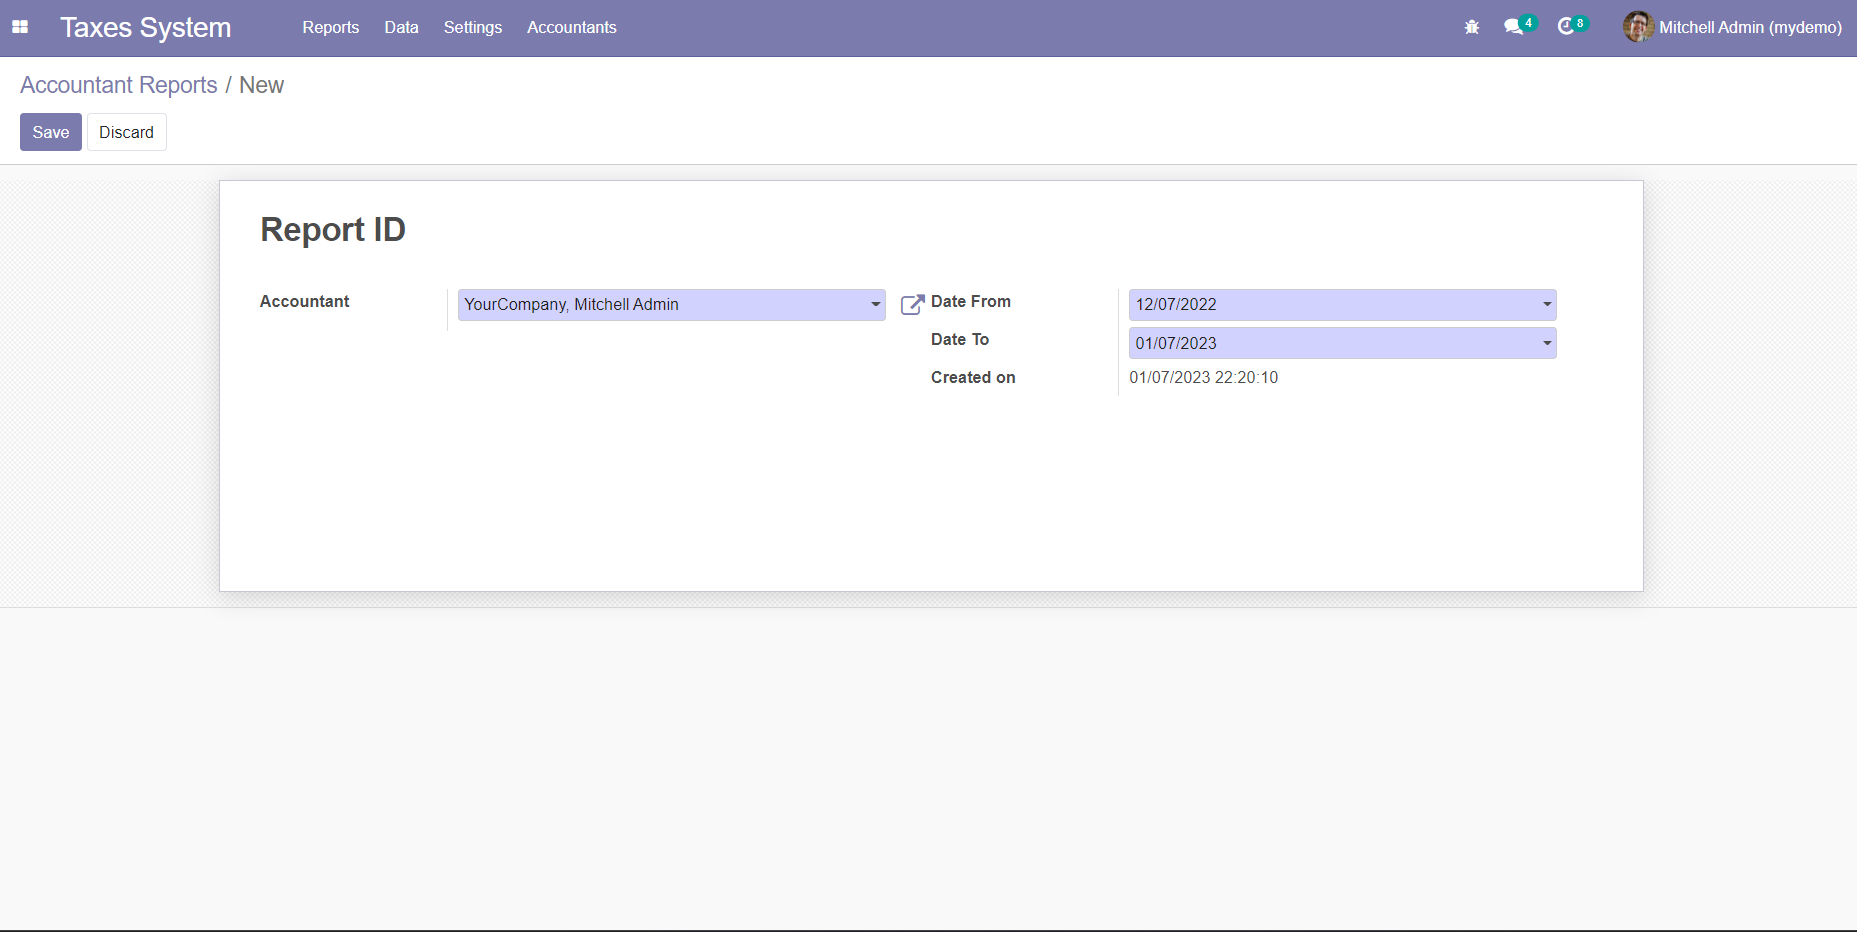 Taxes System Reports Data Settings Accountants 4 8 Mitchell Admin (mydemo)
Accountant Reports / New
Save Discard
Report ID
Accountant YourCompany, Mitchell Admin Date From 12/07/2022
Date To 01/07/2023
Created on 01/07/2023 22:20:10